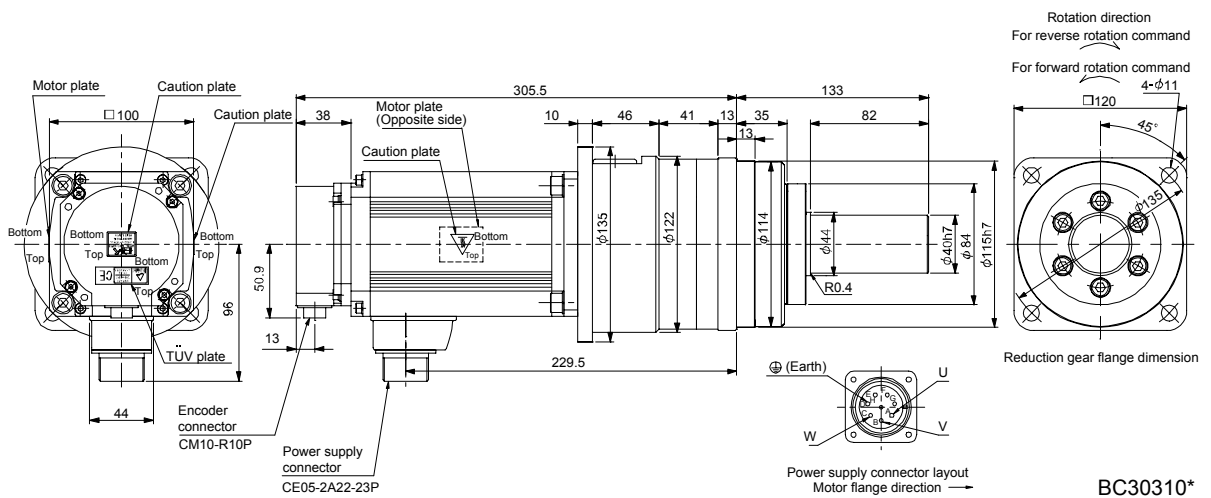 Rotation direction
For reverse rotation command
For forward rotation command
4-φ11
Motor plate
Caution plate
305.5
133
□120
□100
Caution plate
38
Motor plate
(Opposite side)
10
46
41
13
35
82
45°
Caution plate
13
Bottom
Bottom
Bottom
Top
Top
Top
Bottom
Top
CE
Bottom
Top
φ135
φ122
φ114
φ44
φ40h7
φ84
φ115h7
φ135
50.9
96
R0.4
13
TÜV plate
229.5
Reduction gear flange dimension
44
Encoder
connector
CM10-R10P
Power supply
connector
CE05-2A22-23P
(Earth)
U
E
F
D
H
G
C
A
B
W
V
Power supply connector layout
Motor flange direction
BC30310*